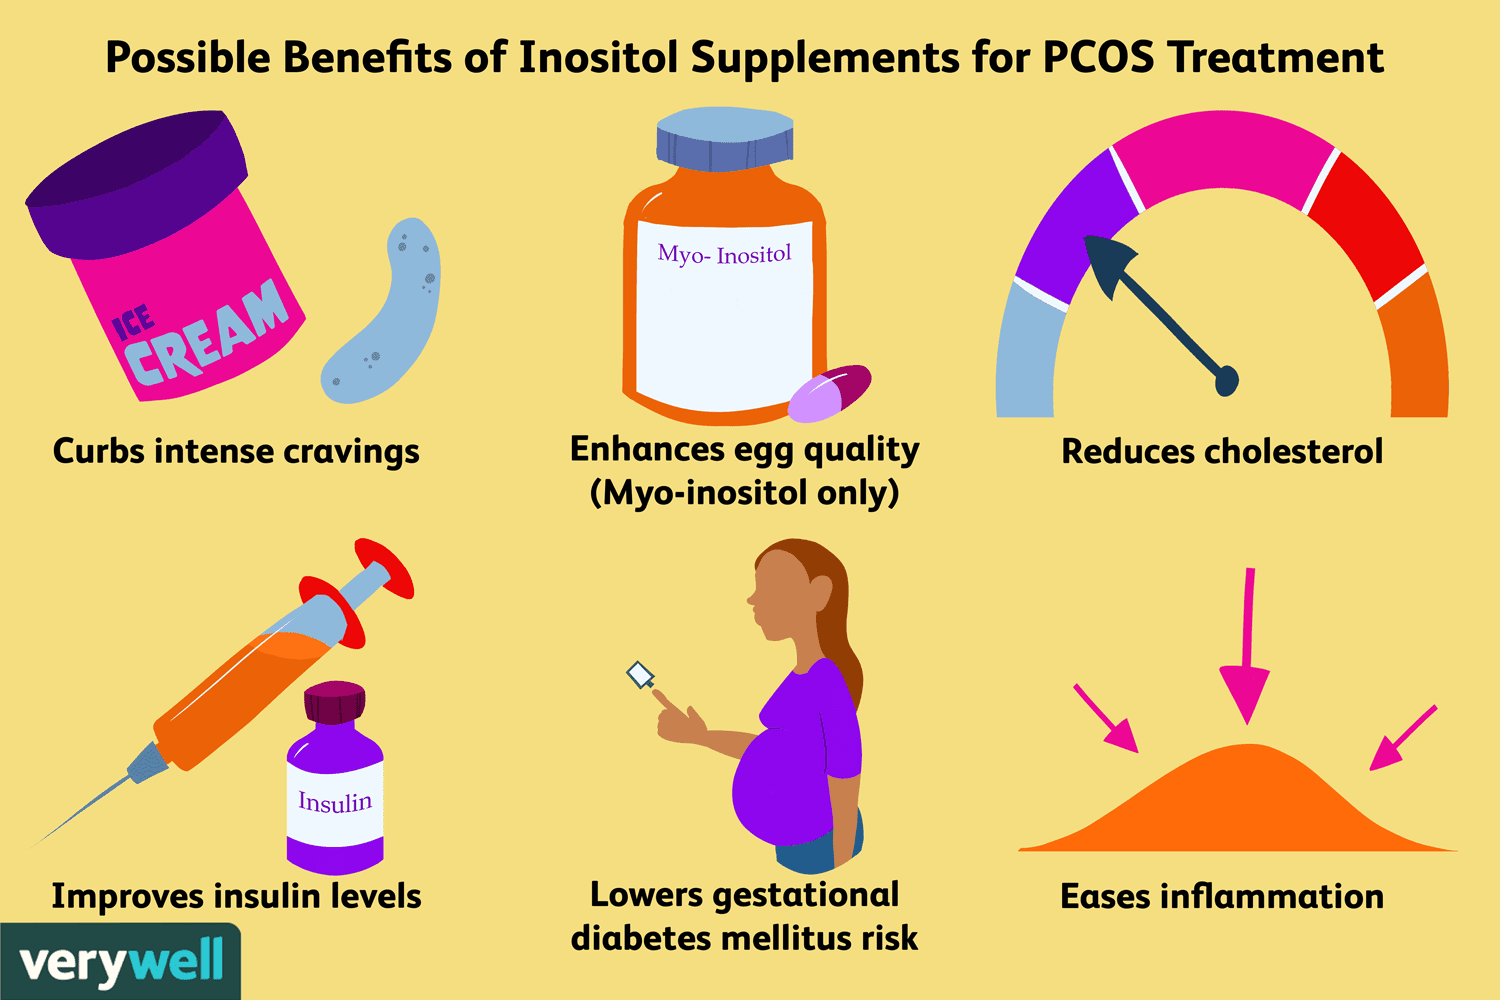 Possible Benefits of Inositol Supplements for PCOS Treatment
ICE
CREAM
Myo- Inositol
Curbs intense cravings
Enhances egg quality
(Myo-inositol only)
Reduces cholesterol
Insulin
Improves insulin levels
Lowers gestational
diabetes mellitus risk
Eases inflammation
verywell